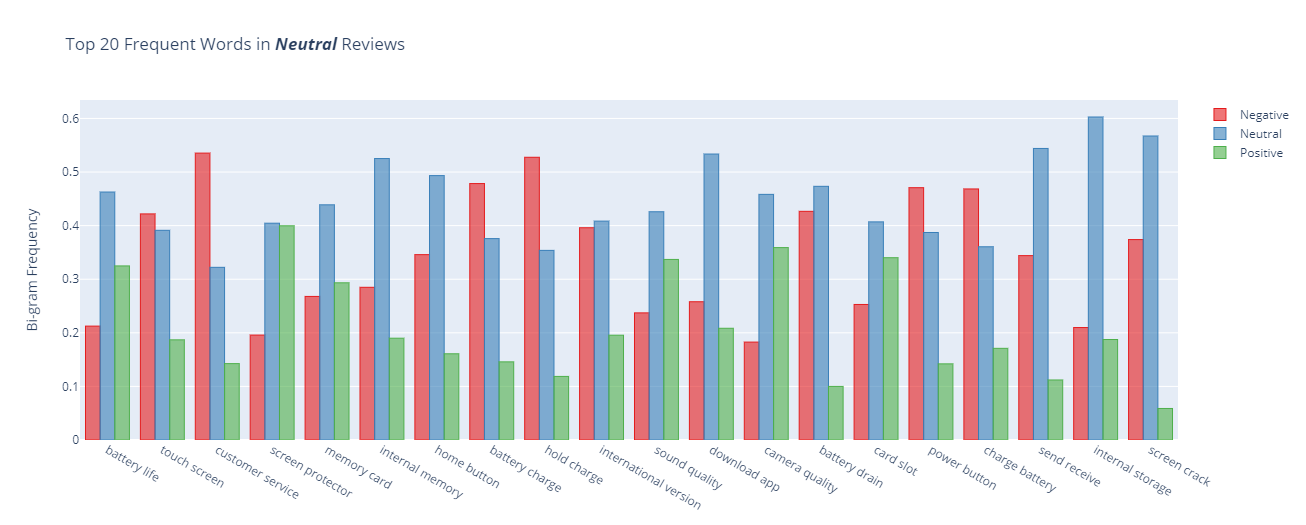 Top 20 Frequent Words in Neutral Reviews
Negative
Neutral
Positive
Bi-gram Frequency
0.6
0.5
0.4
0.3
0.2
0.1
0
battery life
touch screen
customer service
screen protector
memory card
internal memory
home button
battery charge
hold charge
international version
sound quality
download app
camera quality
battery drain
card slot
power button
charge battery
send receive
internal storage
screen crack